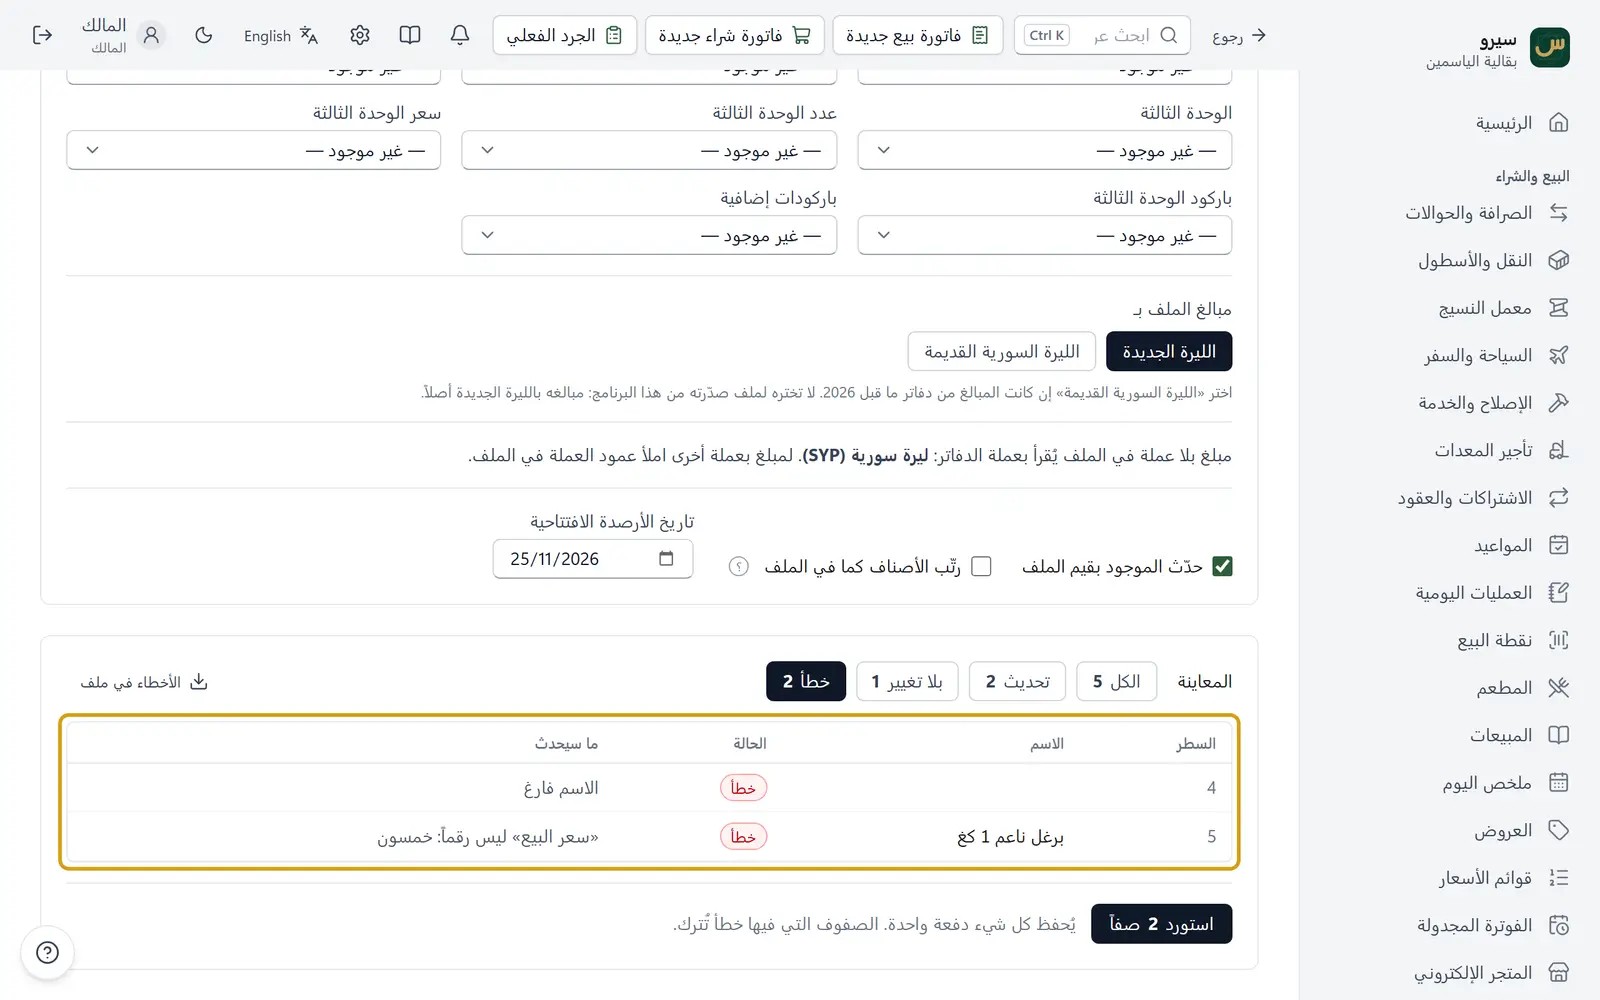 سيرو
بقالية الياسمين
رجوع
ابحث عر
Ctrl K
فاتورة بيع جديدة
فاتورة شراء جديدة
الجرد الفعلي
English
المالك
المالك
الرئيسية
البيع والشراء
الصرافة والحوالات
النقل والأسطول
معمل النسيج
السياحة والسفر
الإصلاح والخدمة
تأجير المعدات
الاشتراكات والعقود
المواعيد
العمليات اليومية
نقطة البيع
المطعم
المبيعات
ملخص اليوم
العروض
قوائم الأسعار
الفوترة المجدولة
المتجر الإلكتروني
الوحدة الثالثة
عدد الوحدة الثالثة
سعر الوحدة الثالثة
— غير موجود —
— غير موجود —
— غير موجود —
باركود الوحدة الثالثة
باركودات إضافية
— غير موجود —
— غير موجود —
مبالغ الملف بـ
الليرة الجديدة
الليرة السورية القديمة
اختر «الليرة السورية القديمة» إن كانت المبالغ من دفاتر ما قبل 2026. لا تختره لملف صدّرته من هذا البرنامج: مبالغه بالليرة الجديدة أصلاً.
مبلغ بلا عملة في الملف يُقرأ بعملة الدفاتر: ليرة سورية (SYP). لمبلغ بعملة أخرى املأ عمود العملة في الملف.
حدّث الموجود بقيم الملف
رتّب الأصناف كما في الملف
؟
تاريخ الأرصدة الافتتاحية
25/11/2026
المعاينة
الكل 5
تحديث 2
بلا تغيير 1
خطأ 2
الأخطاء في ملف
السطر الاسم الحالة ما سيحدث
4 خطأ الاسم فارغ
5 برغل ناعم 1 كغ خطأ «سعر البيع» ليس رقماً: خمسون
استورد 2 صفاً
يُحفظ كل شيء دفعة واحدة. الصفوف التي فيها خطأ تُترك.